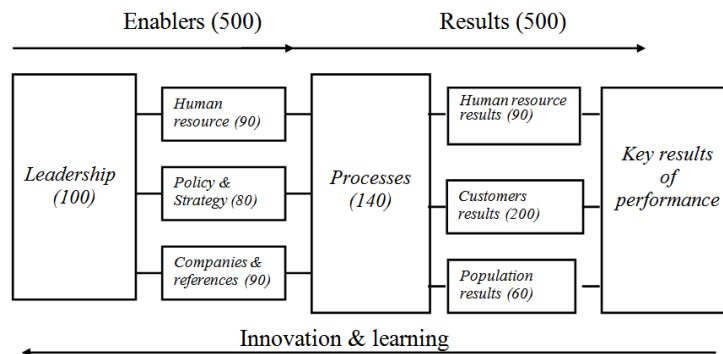 Enablers (500)
Results (500)
Leadership
(100)
Human
resource (90)
Policy &
Strategy (80)
Companies &
references (90)
Processes
(140)
Human resource
results (90)
Customers
results (200)
Population
results (60)
Key results
of
performance
Innovation & learning